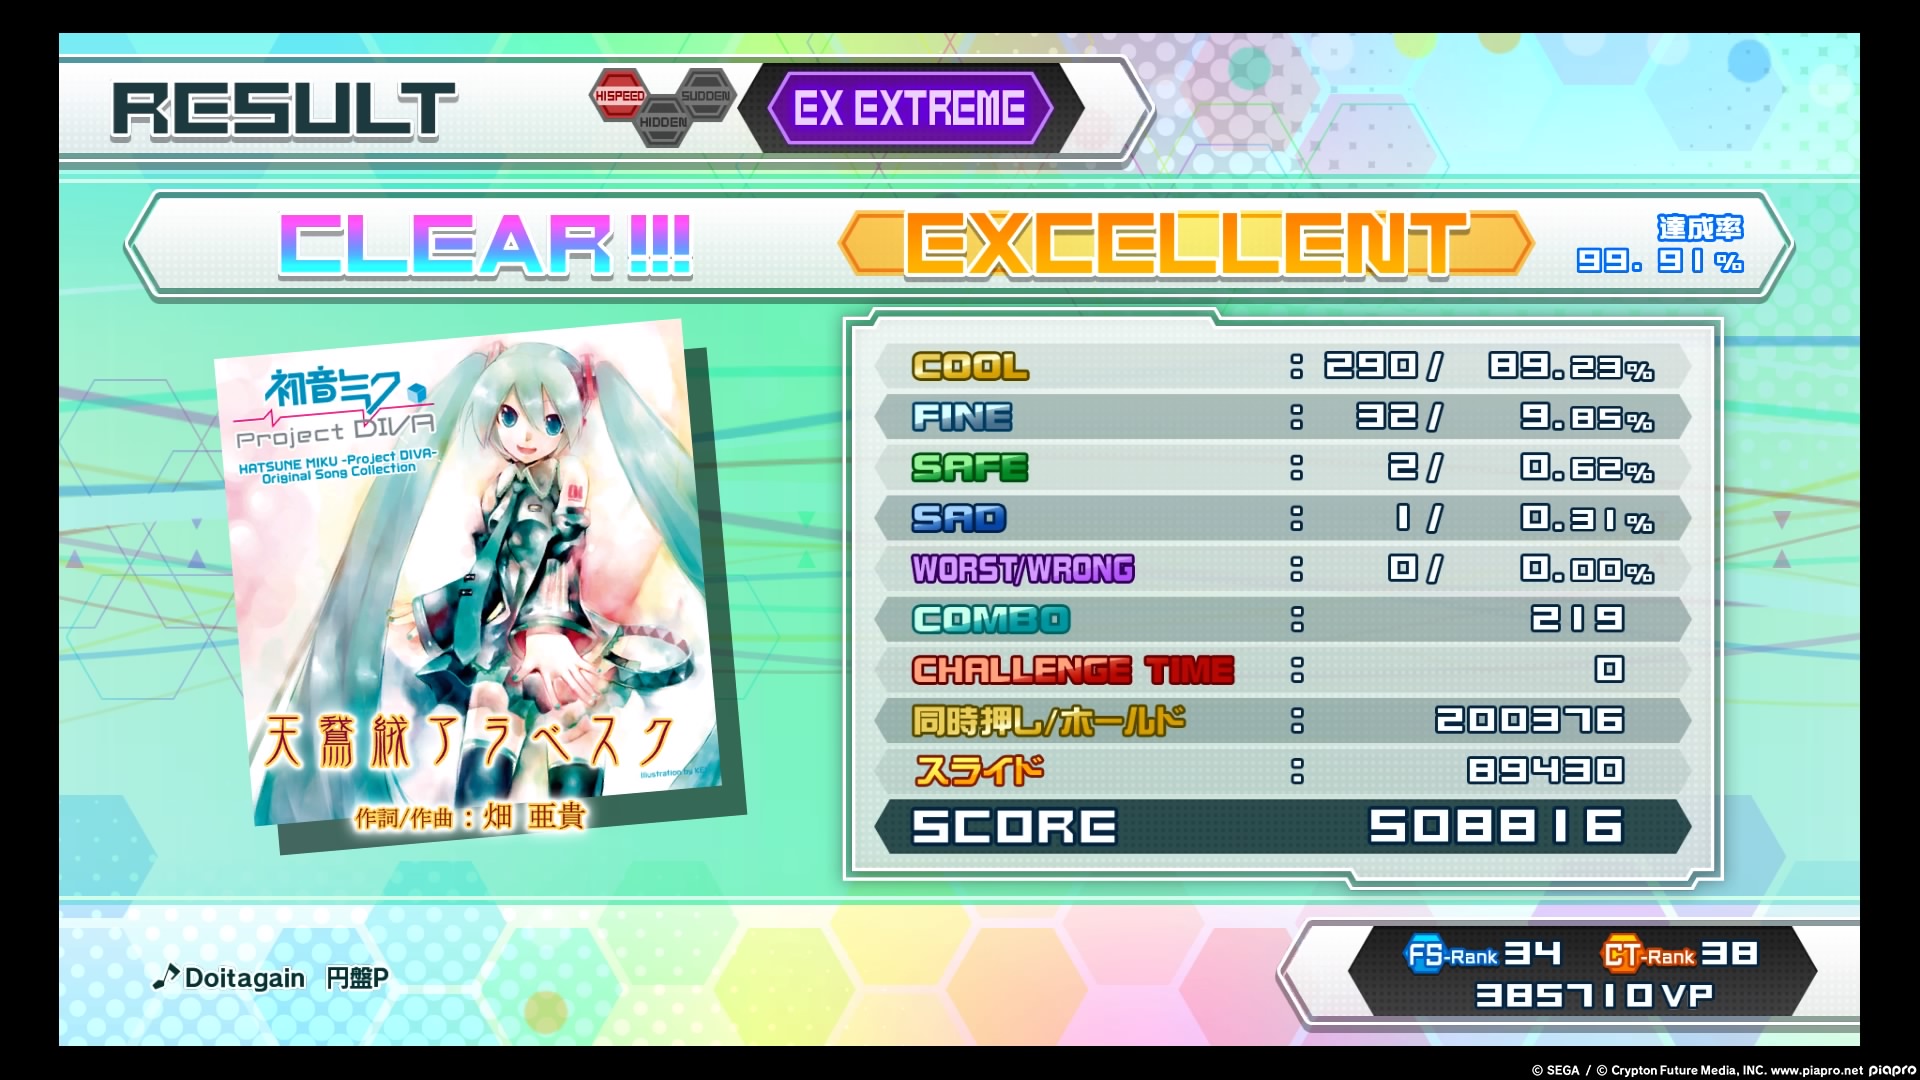 RESULT
HISPEED
HIDDEN
SUDDEN
EX EXTREME
CLEAR!!!
EXCELLENT
達成率
99.91%
初音ミク
Project DIVA
HATSUNE MIKU -Project DIVA-
Original Song Collection
天鵞絨アラベスク
Illustration by KEI
作詞/作曲：畑 亜貴
COOL : 290/ 89.23%
FINE : 32/ 9.85%
SAFE : 2/ 0.62%
SAD : 1/ 0.31%
WORST/WRONG : 0/ 0.00%
COMBO : 219
CHALLENGE TIME : 0
同時押し/ホールド : 200376
スライド : 89430
SCORE 508816
♪Doitagain 円盤P
FS-Rank 34 CT-Rank 38
385710VP
© SEGA / © Crypton Future Media, INC. www.piapro.net piapro